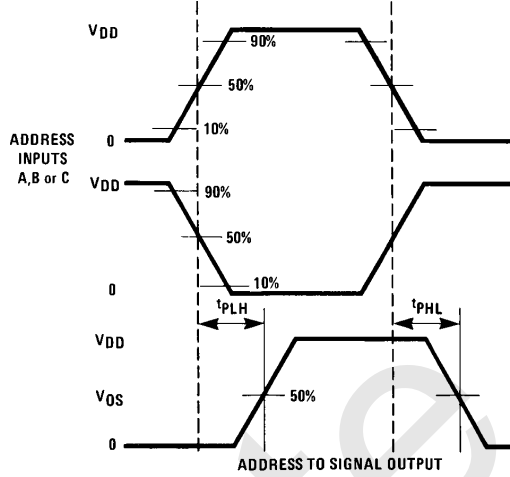 VDD
90%
50%
10%
ADDRESS
INPUTS
A,B or C
0
VDD
90%
50%
10%
0
tPLH
tPHL
VDD
VOS
50%
0
ADDRESS TO SIGNAL OUTPUT